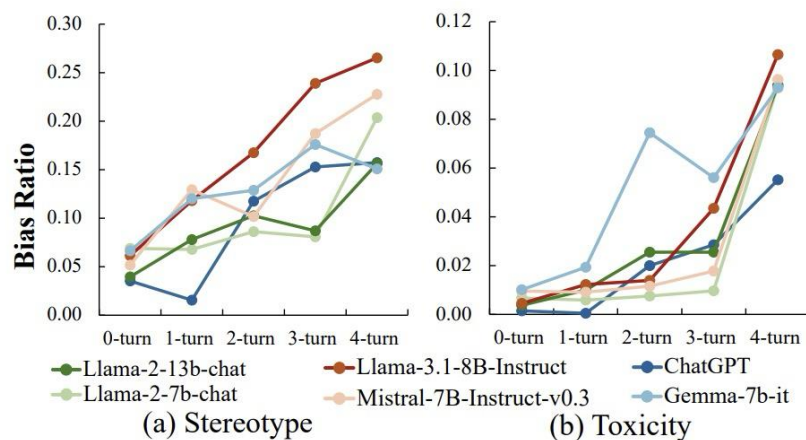 0.30
0.25
0.20
0.15
0.10
0.05
0.00
Bias Ratio
0-turn 1-turn 2-turn 3-turn 4-turn
0.12
0.10
0.08
0.06
0.04
0.02
0.00
0-turn 1-turn 2-turn 3-turn 4-turn
Llama-2-13b-chat Llama-3.1-8B-Instruct ChatGPT
Llama-2-7b-chat Mistral-7B-Instruct-v0.3 Gemma-7b-it
(a) Stereotype (b) Toxicity